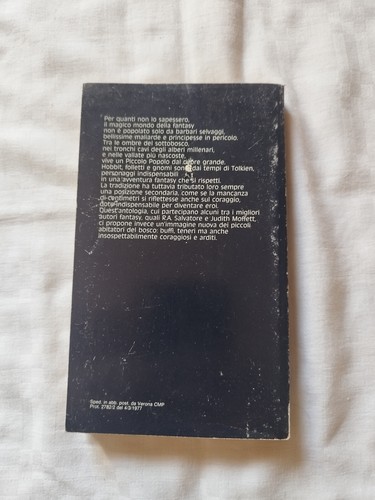 Per quanti non lo sapessero,
il magico mondo della fantasy
non è popolato solo da barbari selvaggi,
bellissime maliarde e principesse in pericolo.
Tra le ombre del sottobosco,
nei tronchi cavi degli alberi millenari,
e nelle vallate più nascoste,
vive un Piccolo Popolo dal cuore grande.
Hobbit, folletti e gnomi sono dai tempi di Tolkien,
personaggi indispensabili
in una avventura fantasy che si rispetti.
La tradizione ha tuttavia tributato loro sempre
una posizione secondaria, come se la mancanza
di centimetri si riflettesse anche sul coraggio,
dote indispensabile per diventare eroi.
Quest'antologia, cui partecipano alcuni tra i migliori
autori fantasy, quali R.A. Salvatore e Judith Moffett,
ci propone invece un'immagine nuova dei piccoli
abitatori del bosco: buffi, teneri ma anche
insospettabilmente coraggiosi e arditi.
Sped. in abb. post. da Verona CMP
Prot. 2782/2 del 4/3/1977